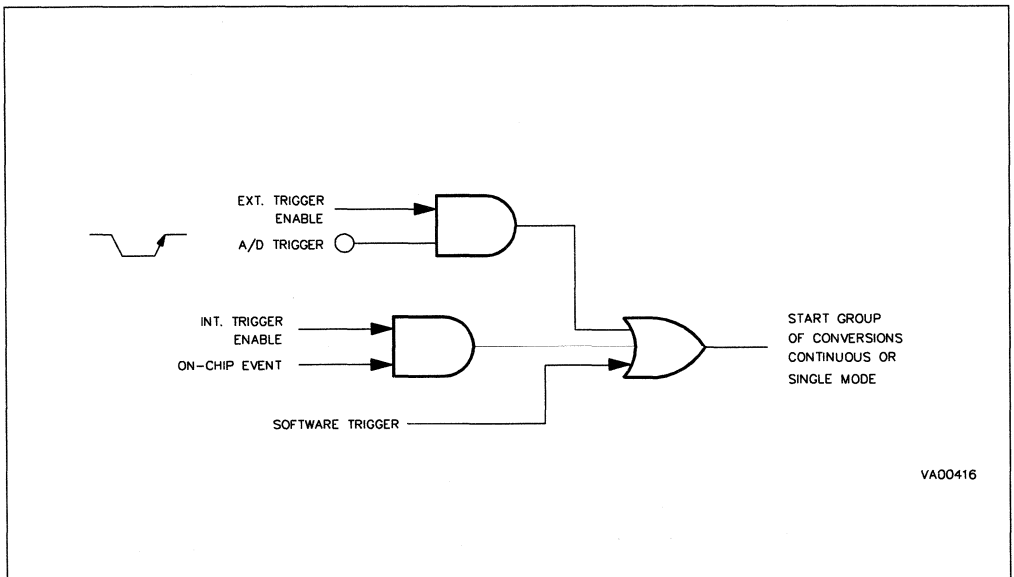 EXT. TRIGGER
ENABLE
A/D TRIGGER
INT. TRIGGER
ENABLE
ON-CHIP EVENT
SOFTWARE TRIGGER
START GROUP
OF CONVERSIONS
CONTINUOUS OR
SINGLE MODE
VA00416